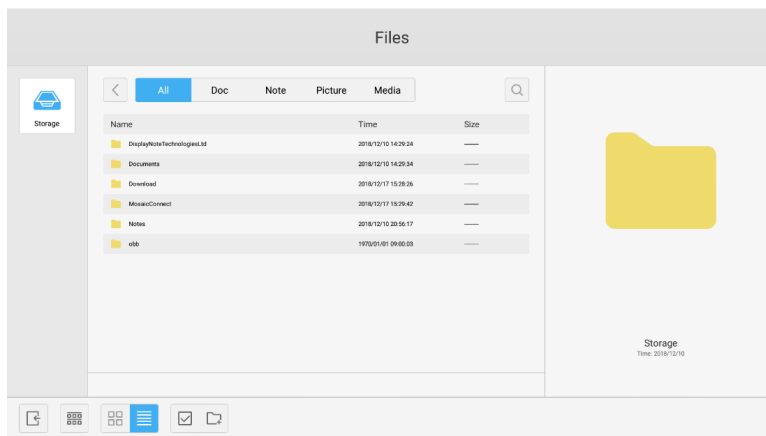 Files
Storage
All Doc Note Picture Media
Name Time Size
DisplayNoteTechnologiesLtd 2018/12/10 14:29:24 ——
Documents 2018/12/10 14:29:34 ——
Download 2018/12/17 15:28:26 ——
MosaicConnect 2018/12/17 15:29:42 ——
Notes 2018/12/10 20:56:17 ——
obb 1970/01/01 09:00:03 ——
Storage
Time: 2018/12/10